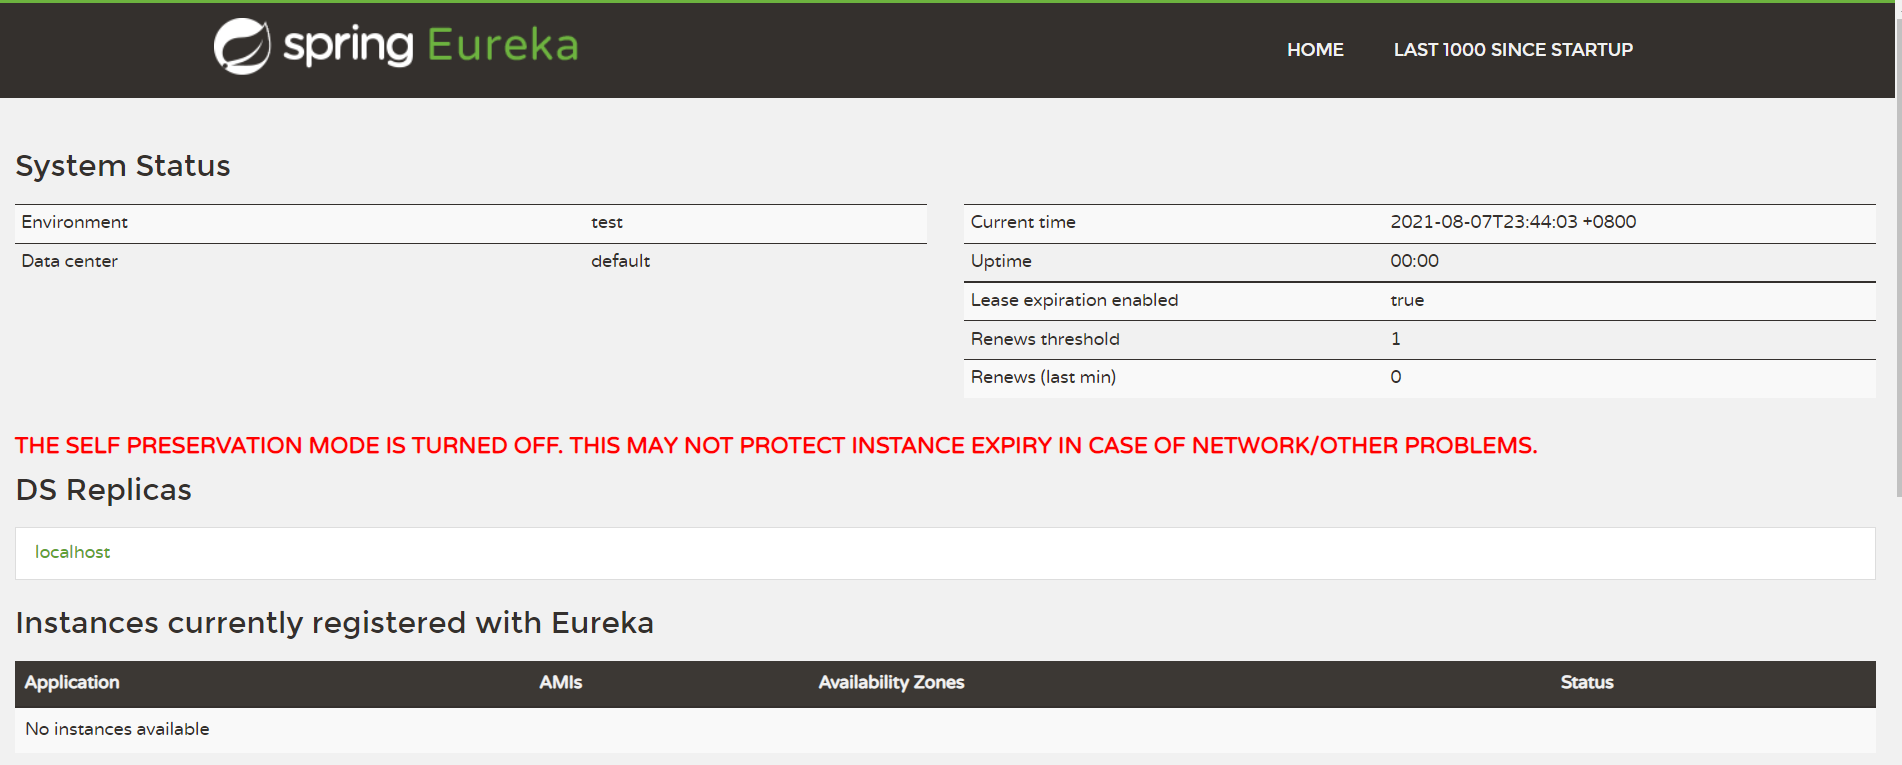 spring Eureka
HOME LAST 1000 SINCE STARTUP
System Status
Environment test
Data center default
Current time 2021-08-07T23:44:03 +0800
Uptime 00:00
Lease expiration enabled true
Renews threshold 1
Renews (last min) 0
THE SELF PRESERVATION MODE IS TURNED OFF. THIS MAY NOT PROTECT INSTANCE EXPIRY IN CASE OF NETWORK/OTHER PROBLEMS.
DS Replicas
localhost
Instances currently registered with Eureka
Application AMIs Availability Zones Status
No instances available